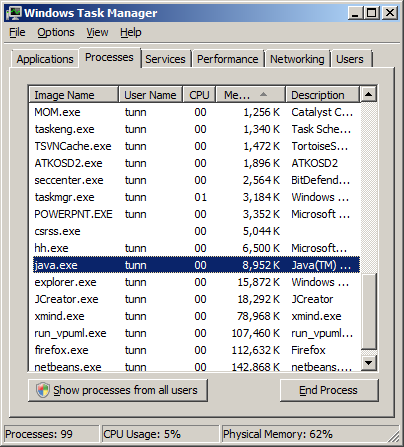 Windows Task Manager
File Options View Help
Applications Processes Services Performance Networking Users
Image Name User Name CPU Me... Description
MOM.exe tunn 00 1,256 K Catalyst C...
taskeng.exe tunn 00 1,340 K Task Sche...
TSVNCache.exe tunn 00 1,472 K TortoiseS...
ATKOSD2.exe tunn 00 1,896 K ATKOSD2
seccenter.exe tunn 00 2,564 K BitDefend...
taskmgr.exe tunn 01 3,184 K Windows ...
POWERPNT.EXE tunn 00 3,352 K Microsoft ...
csrss.exe 00 5,044 K
hh.exe tunn 00 6,500 K Microsoft...
java.exe tunn 00 8,952 K Java(TM) ...
explorer.exe tunn 00 15,872 K Windows ...
JCreator.exe tunn 00 18,292 K JCreator
xmind.exe tunn 00 78,968 K xmind.exe
run_vpuml.exe tunn 00 107,460 K run_vpuml...
firefox.exe tunn 00 112,632 K Firefox
netbeans.exe tunn 00 142,868 K netbeans....
Show processes from all users End Process
Processes: 99 CPU Usage: 5% Physical Memory: 62%